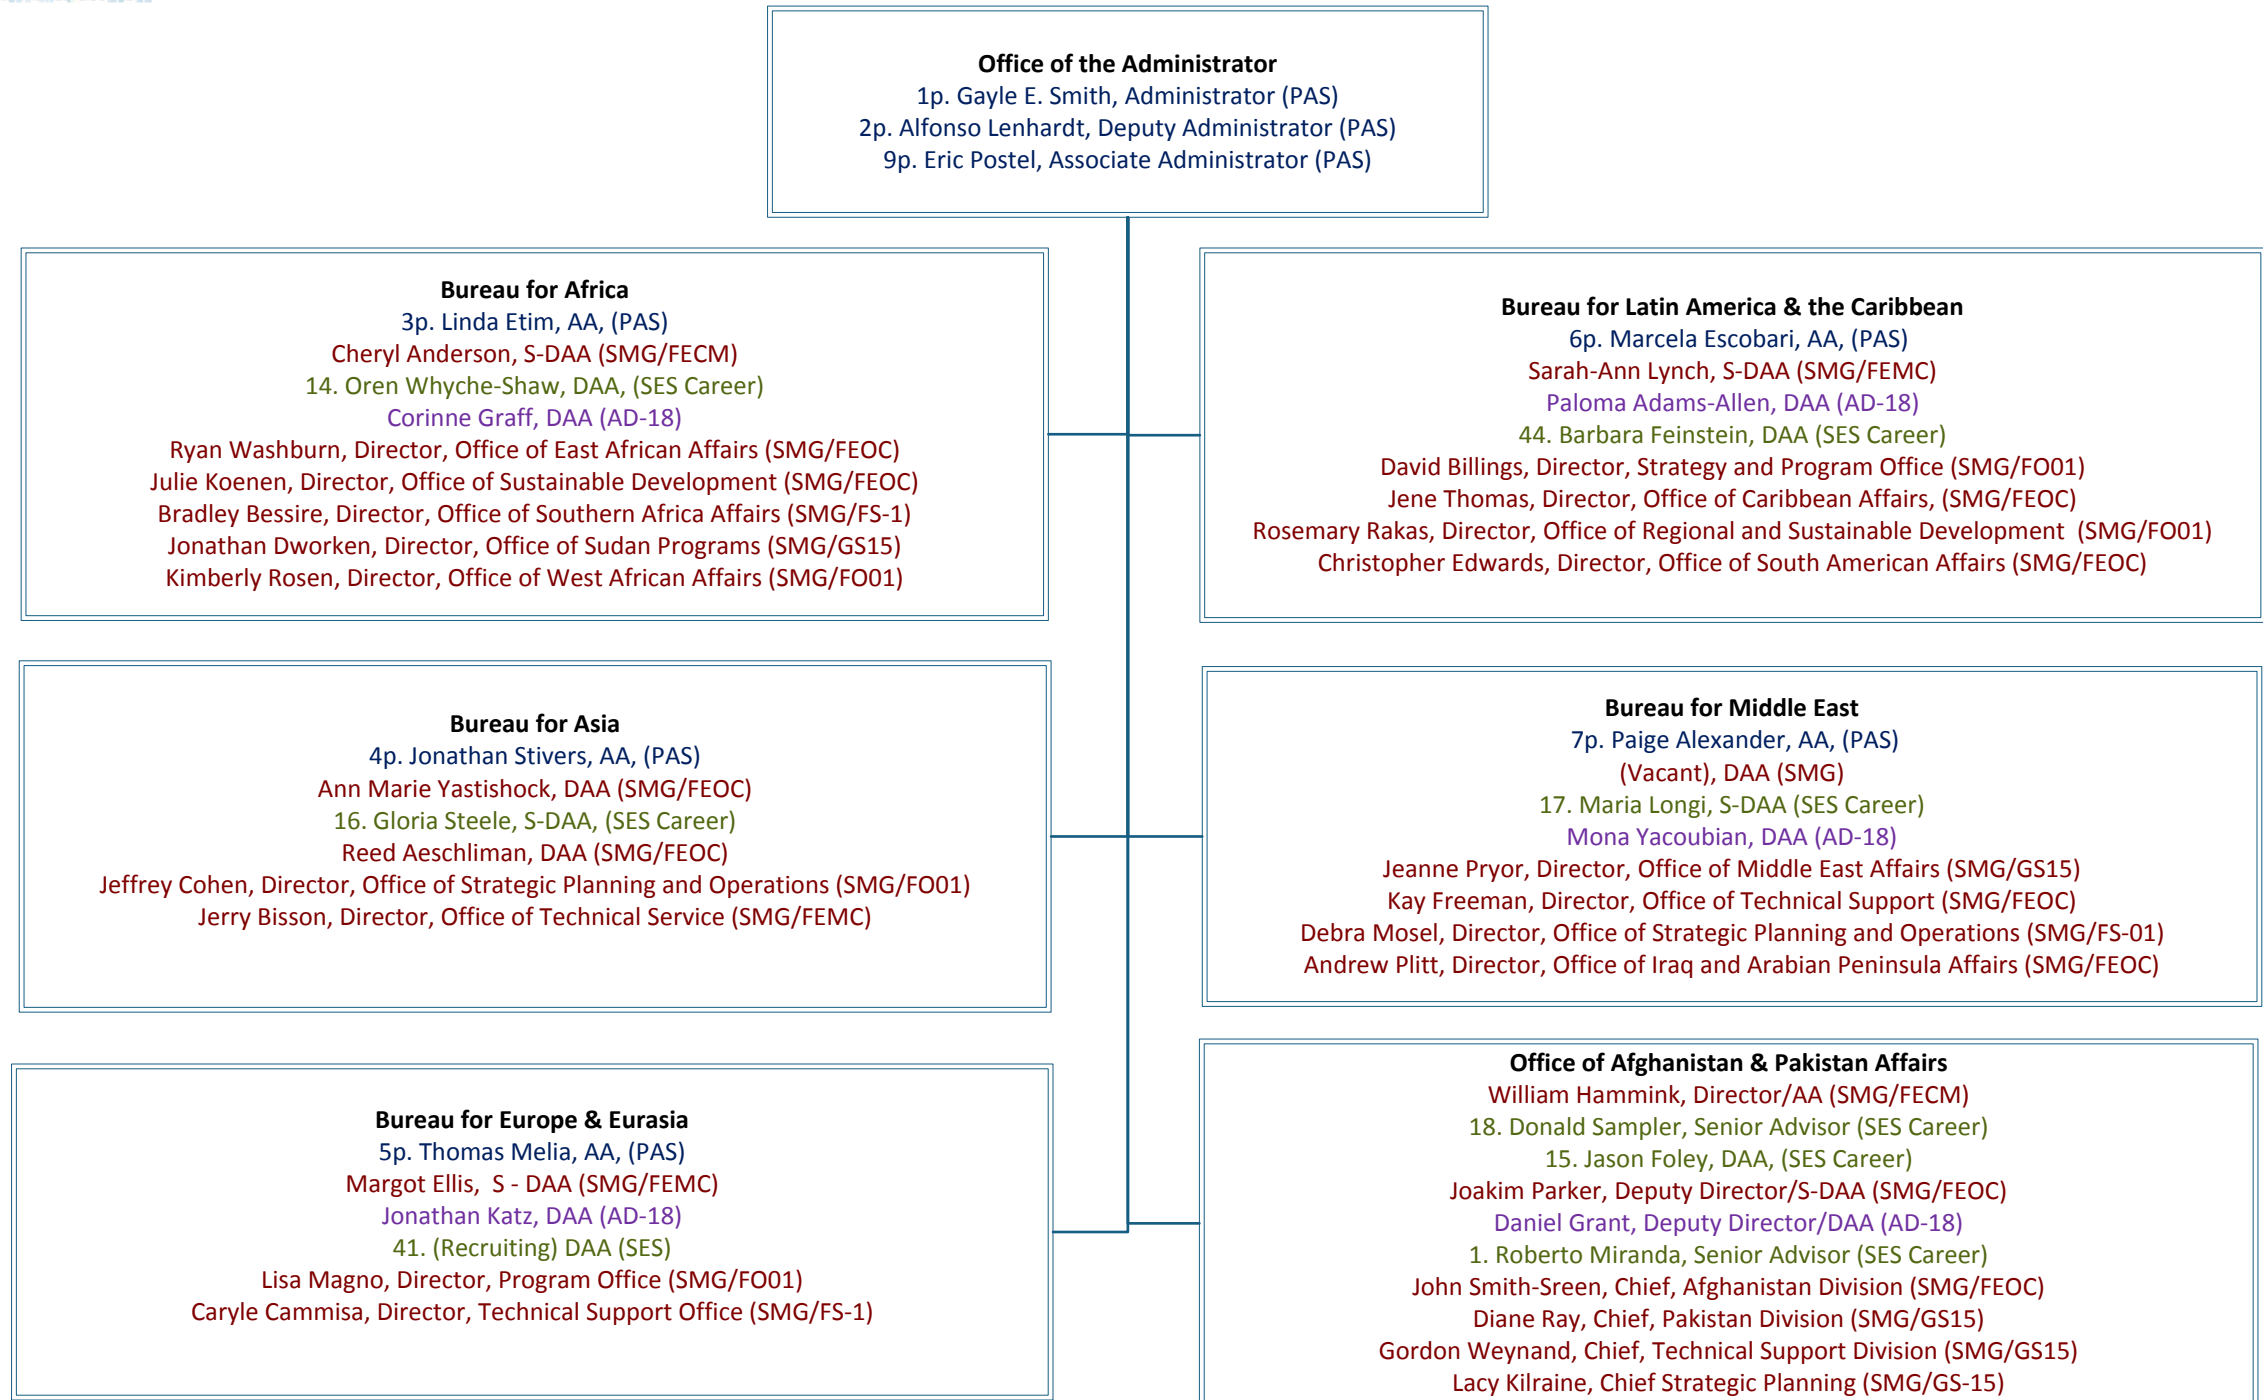 Office of the Administrator
1p. Gayle E. Smith, Administrator (PAS)
2p. Alfonso Lenhardt, Deputy Administrator (PAS)
9p. Eric Postel, Associate Administrator (PAS)
Bureau for Africa
3p. Linda Etim, AA, (PAS)
Cheryl Anderson, S-DAA (SMG/FECM)
14. Oren Whyche-Shaw, DAA, (SES Career)
Corinne Graff, DAA (AD-18)
Ryan Washburn, Director, Office of East African Affairs (SMG/FEOC)
Julie Koenen, Director, Office of Sustainable Development (SMG/FEOC)
Bradley Bessire, Director, Office of Southern Africa Affairs (SMG/FS-1)
Jonathan Dworken, Director, Office of Sudan Programs (SMG/GS15)
Kimberly Rosen, Director, Office of West African Affairs (SMG/FO01)
Bureau for Latin America & the Caribbean
6p. Marcela Escobari, AA, (PAS)
Sarah-Ann Lynch, S-DAA (SMG/FEMC)
Paloma Adams-Allen, DAA (AD-18)
44. Barbara Feinstein, DAA (SES Career)
David Billings, Director, Strategy and Program Office (SMG/FO01)
Jene Thomas, Director, Office of Caribbean Affairs, (SMG/FEOC)
Rosemary Rakas, Director, Office of Regional and Sustainable Development (SMG/FO01)
Christopher Edwards, Director, Office of South American Affairs (SMG/FEOC)
Bureau for Asia
4p. Jonathan Stivers, AA, (PAS)
Ann Marie Yastishock, DAA (SMG/FEOC)
16. Gloria Steele, S-DAA, (SES Career)
Reed Aeschliman, DAA (SMG/FEOC)
Jeffrey Cohen, Director, Office of Strategic Planning and Operations (SMG/FO01)
Jerry Bisson, Director, Office of Technical Service (SMG/FEMC)
Bureau for Middle East
7p. Paige Alexander, AA, (PAS)
(Vacant), DAA (SMG)
17. Maria Longi, S-DAA (SES Career)
Mona Yacoubian, DAA (AD-18)
Jeanne Pryor, Director, Office of Middle East Affairs (SMG/GS15)
Kay Freeman, Director, Office of Technical Support (SMG/FEOC)
Debra Mosel, Director, Office of Strategic Planning and Operations (SMG/FS-01)
Andrew Plitt, Director, Office of Iraq and Arabian Peninsula Affairs (SMG/FEOC)
Bureau for Europe & Eurasia
5p. Thomas Melia, AA, (PAS)
Margot Ellis, S - DAA (SMG/FEMC)
Jonathan Katz, DAA (AD-18)
41. (Recruiting) DAA (SES)
Lisa Magno, Director, Program Office (SMG/FO01)
Caryle Cammisa, Director, Technical Support Office (SMG/FS-1)
Office of Afghanistan & Pakistan Affairs
William Hammink, Director/AA (SMG/FECM)
18. Donald Sampler, Senior Advisor (SES Career)
15. Jason Foley, DAA, (SES Career)
Joakim Parker, Deputy Director/S-DAA (SMG/FEOC)
Daniel Grant, Deputy Director/DAA (AD-18)
1. Roberto Miranda, Senior Advisor (SES Career)
John Smith-Sreen, Chief, Afghanistan Division (SMG/FEOC)
Diane Ray, Chief, Pakistan Division (SMG/GS15)
Gordon Weynand, Chief, Technical Support Division (SMG/GS15)
Lacy Kilraine, Chief Strategic Planning (SMG/GS-15)